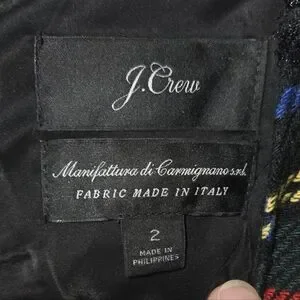 J.Crew
Manifattura di Carmignano s.r.l.
FABRIC MADE IN ITALY
2
MADE IN
PHILIPPINES